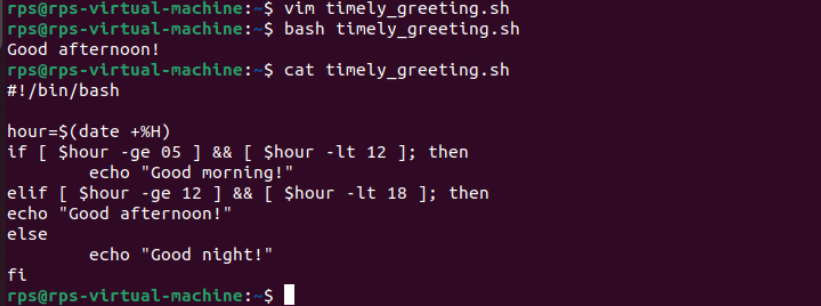 rps@rps-virtual-machine:~$ vim timely_greeting.sh
rps@rps-virtual-machine:~$ bash timely_greeting.sh
Good afternoon!
rps@rps-virtual-machine:~$ cat timely_greeting.sh
#!/bin/bash

hour=$(date +%H)
if [ $hour -ge 05 ] && [ $hour -lt 12 ]; then
        echo "Good morning!"
elif [ $hour -ge 12 ] && [ $hour -lt 18 ]; then
echo "Good afternoon!"
else
        echo "Good night!"
fi
rps@rps-virtual-machine:~$